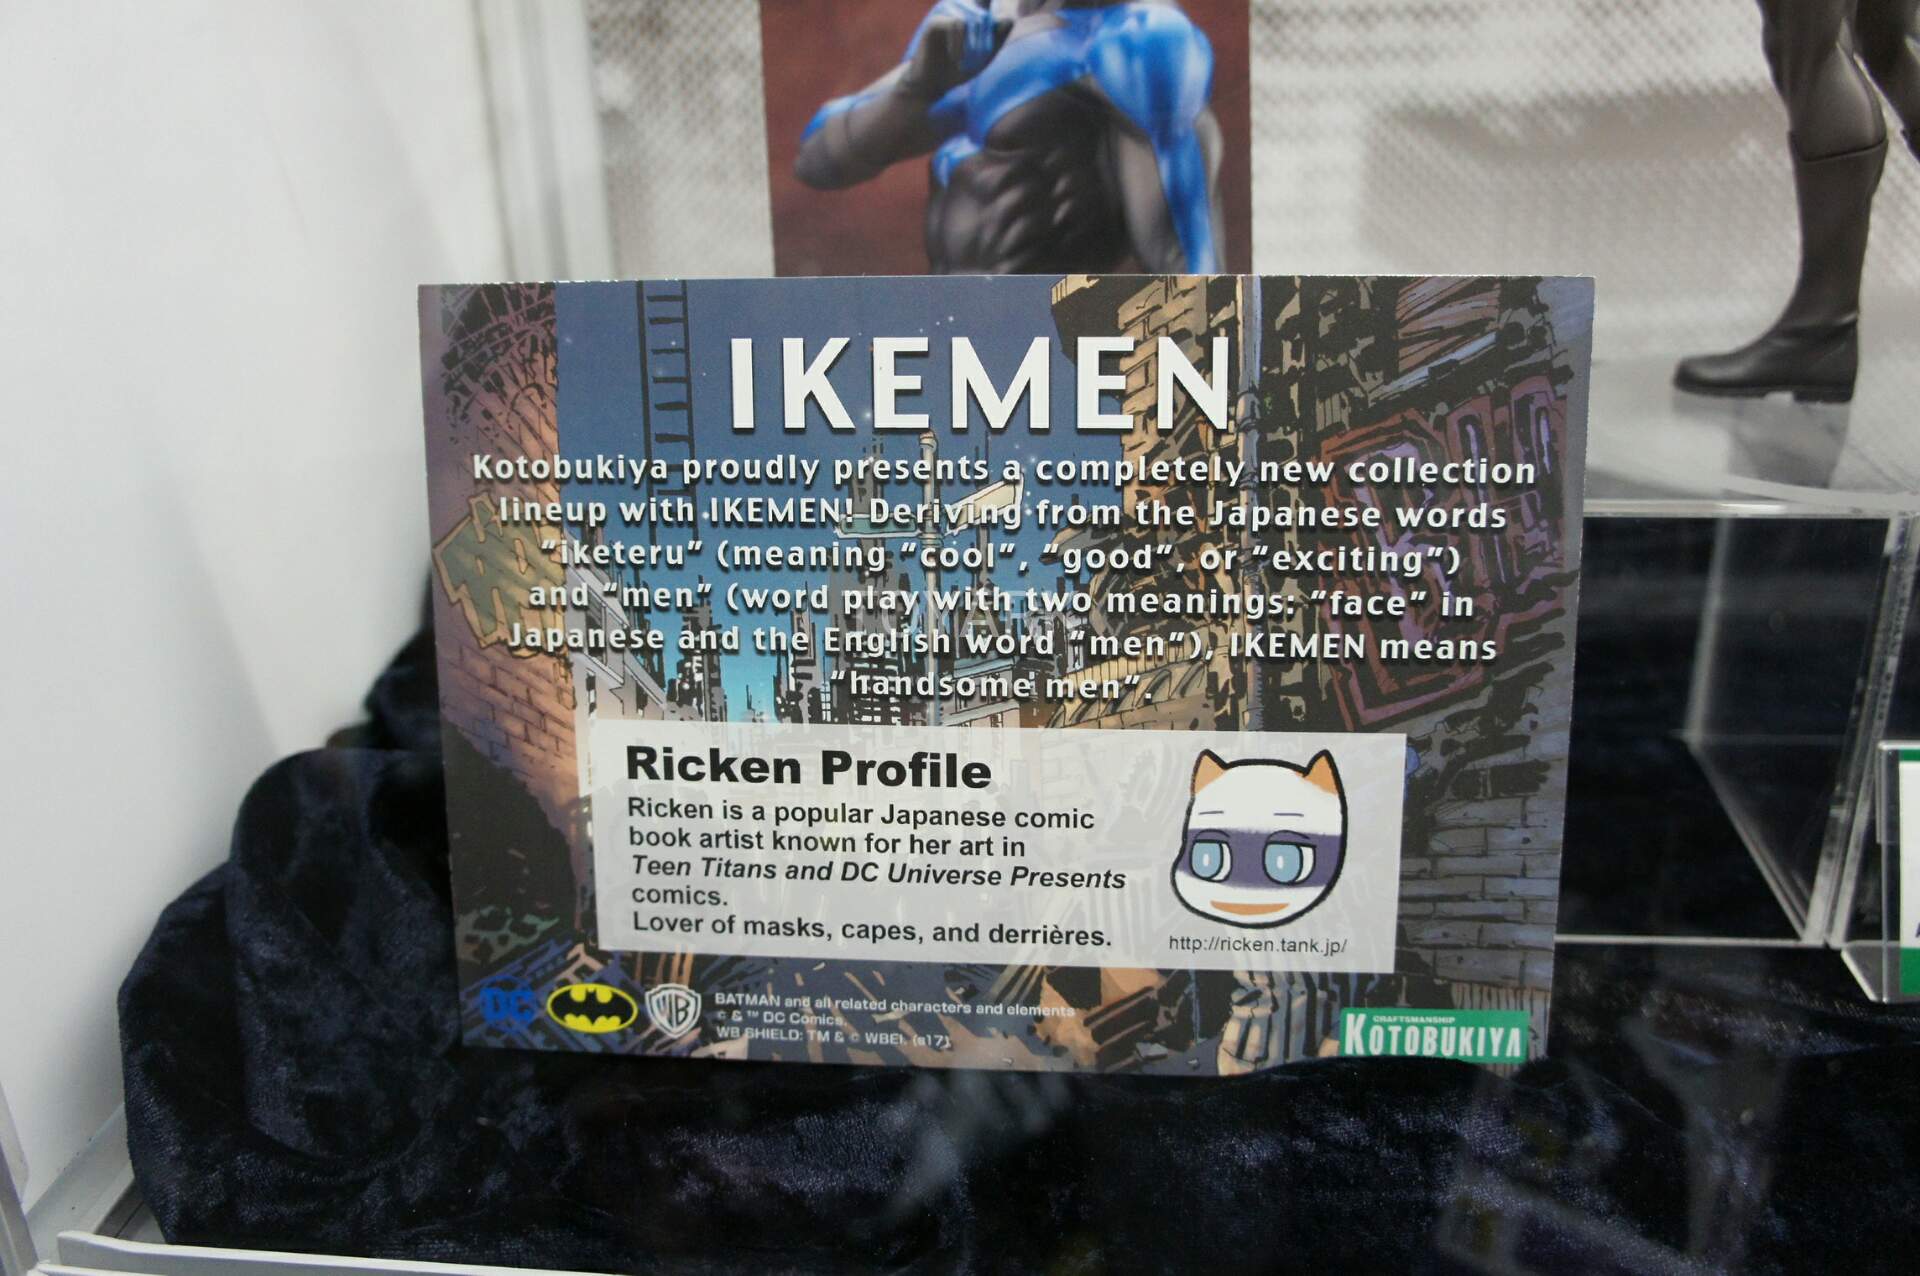 IKEMEN
Kotobukiya proudly presents a completely new collection
lineup with IKEMEN! Deriving from the Japanese words
“iketeru” (meaning “cool”, “good”, or “exciting”)
and “men” (word play with two meanings: “face” in
Japanese and the English word “men”), IKEMEN means
“handsome men”.
Ricken Profile
Ricken is a popular Japanese comic
book artist known for her art in
Teen Titans and DC Universe Presents
comics.
Lover of masks, capes, and derrières.
http://ricken.tank.jp/
DC
WB
BATMAN and all related characters and elements
© & ™ DC Comics.
WB SHIELD: TM & © WBEI. (s17)
CRAFTSMANSHIP
KOTOBUKIYA